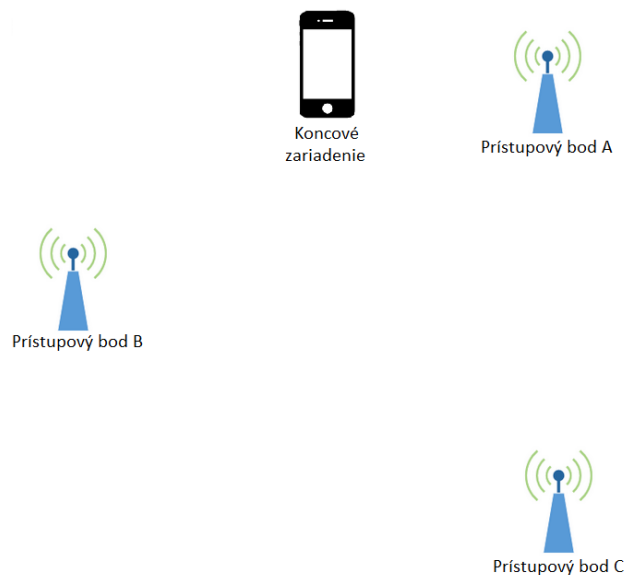 Koncové
zariadenie
Prístupový bod A
Prístupový bod B
Prístupový bod C